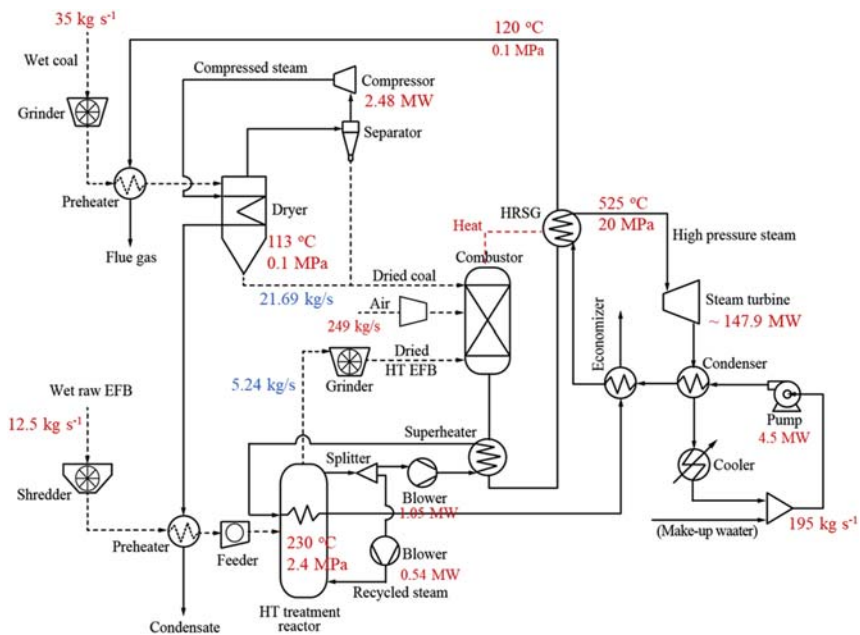 35 kg s⁻¹
Wet coal
Grinder
Preheater
Flue gas
Compressed steam
Compressor
2.48 MW
Separator
Dryer
113 °C
0.1 MPa
120 °C
0.1 MPa
21.69 kg/s
Dried coal
Heat
HRSG
525 °C
20 MPa
High pressure steam
Combustor
Air
249 kg/s
Steam turbine
~ 147.9 MW
Economizer
Condenser
Pump
4.5 MW
Cooler
(Make-up waater)
195 kg s⁻¹
Dried
HT EFB
Grinder
5.24 kg/s
Wet raw EFB
12.5 kg s⁻¹
Shredder
Preheater
Feeder
Condensate
Superheater
Splitter
Blower
1.05 MW
230 °C
2.4 MPa
Blower
0.54 MW
Recycled steam
HT treatment
reactor